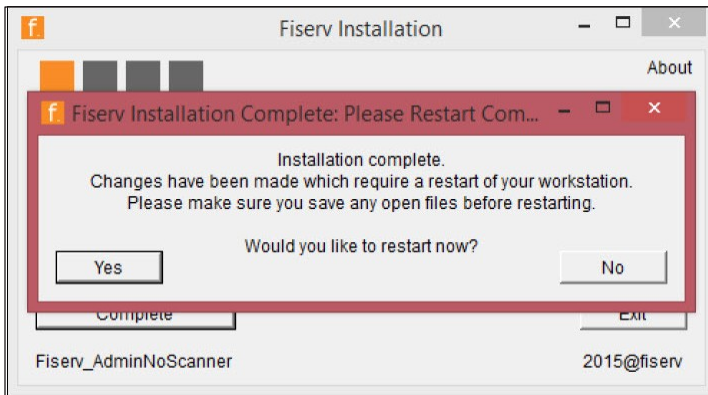 f.
Fiserv Installation
About
f.
Fiserv Installation Complete: Please Restart Com...
Installation complete.
Changes have been made which require a restart of your workstation.
Please make sure you save any open files before restarting.
Would you like to restart now?
Yes
No
Complete
Exit
Fiserv_AdminNoScanner
2015@fiserv